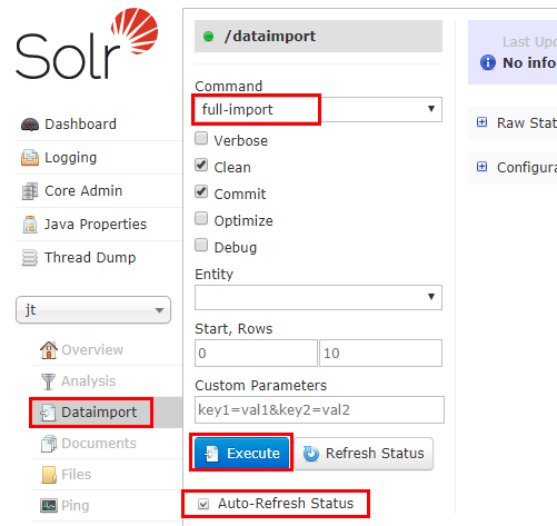 Solr
Dashboard
Logging
Core Admin
Java Properties
Thread Dump
jt
Overview
Analysis
Dataimport
Documents
Files
Ping
/dataimport
Command
full-import
Verbose
Clean
Commit
Optimize
Debug
Entity
Start, Rows
0 10
Custom Parameters
key1=val1&key2=val2
Execute Refresh Status
Auto-Refresh Status
Last Up
No info
Raw Stat
Configura